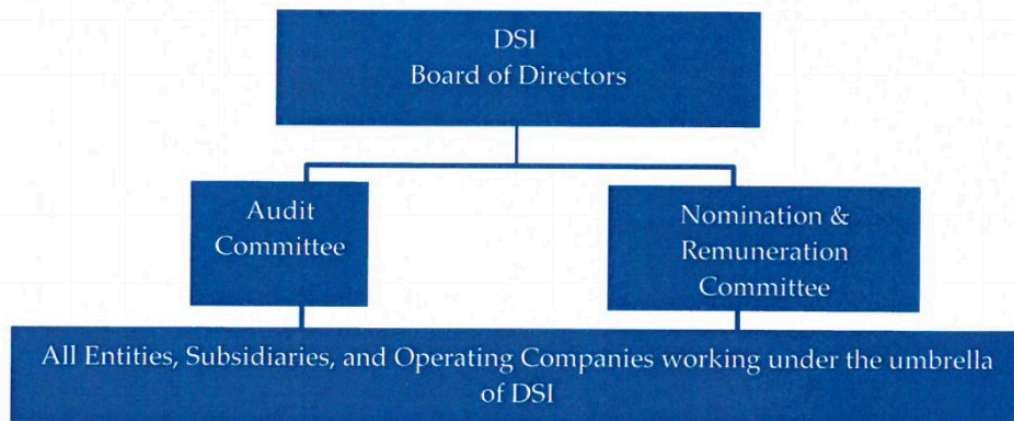 DSI
Board of Directors
Audit
Committee
Nomination &
Remuneration
Committee
All Entities, Subsidiaries, and Operating Companies working under the umbrella
of DSI